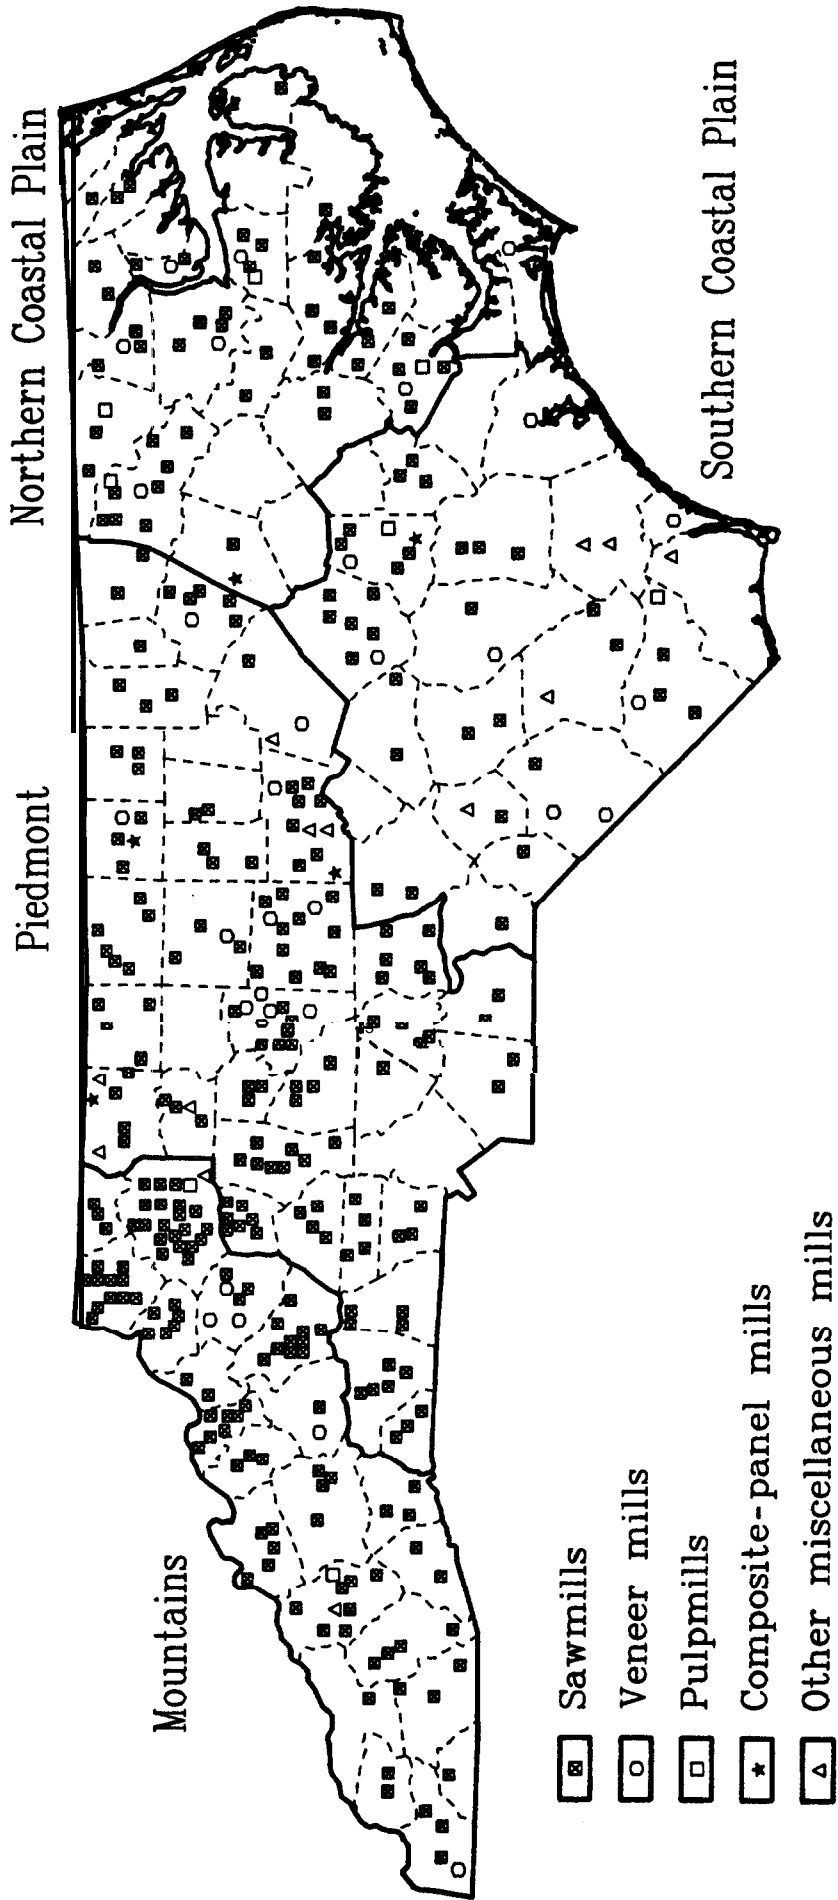 Mountains
Piedmont
Northern Coastal Plain
Southern Coastal Plain
Sawmills
Veneer mills
Pulpmills
Composite-panel mills
Other miscellaneous mills